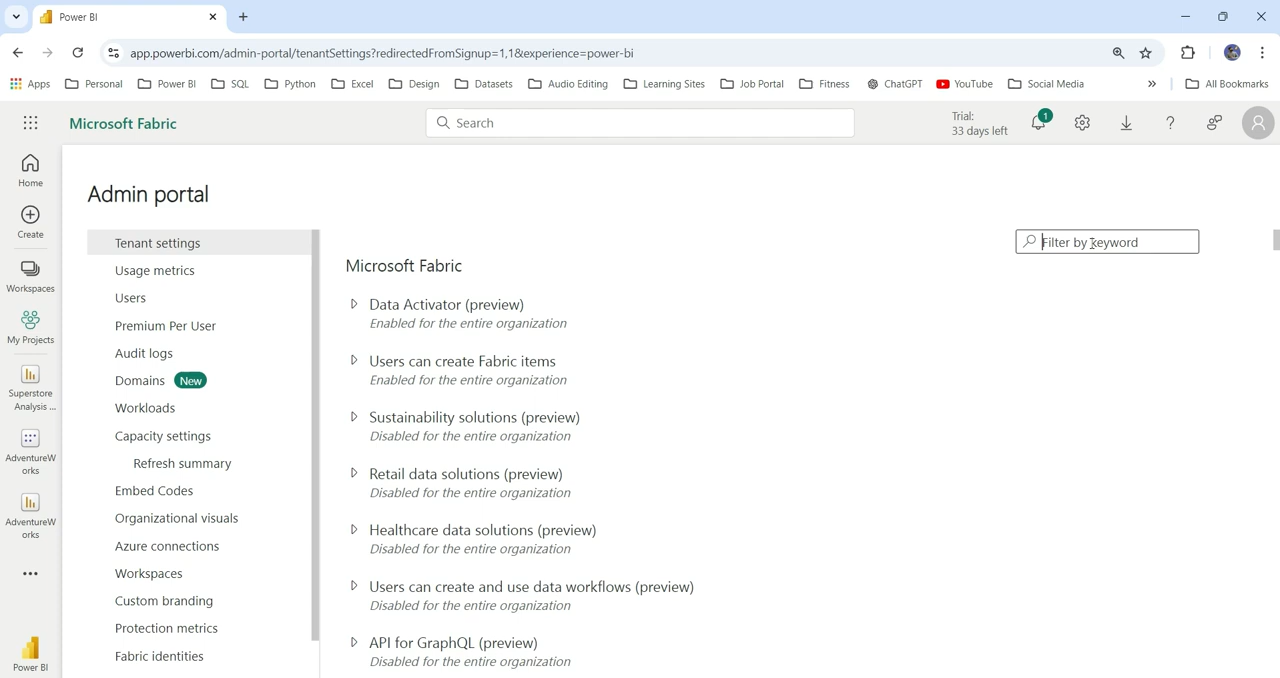 Power BI
app.powerbi.com/admin-portal/tenantSettings?redirectedFromSignup=1,1&experience=power-bi
Apps Personal Power BI SQL Python Excel Design Datasets Audio Editing Learning Sites Job Portal Fitness ChatGPT YouTube Social Media » All Bookmarks
Microsoft Fabric
Search
Trial:
33 days left
1
Home
Create
Workspaces
My Projects
Superstore
Analysis ...
AdventureW
orks
AdventureW
orks
Power BI
Admin portal
Tenant settings
Usage metrics
Users
Premium Per User
Audit logs
Domains New
Workloads
Capacity settings
Refresh summary
Embed Codes
Organizational visuals
Azure connections
Workspaces
Custom branding
Protection metrics
Fabric identities
Filter by keyword
Microsoft Fabric
Data Activator (preview)
Enabled for the entire organization
Users can create Fabric items
Enabled for the entire organization
Sustainability solutions (preview)
Disabled for the entire organization
Retail data solutions (preview)
Disabled for the entire organization
Healthcare data solutions (preview)
Disabled for the entire organization
Users can create and use data workflows (preview)
Disabled for the entire organization
API for GraphQL (preview)
Disabled for the entire organization